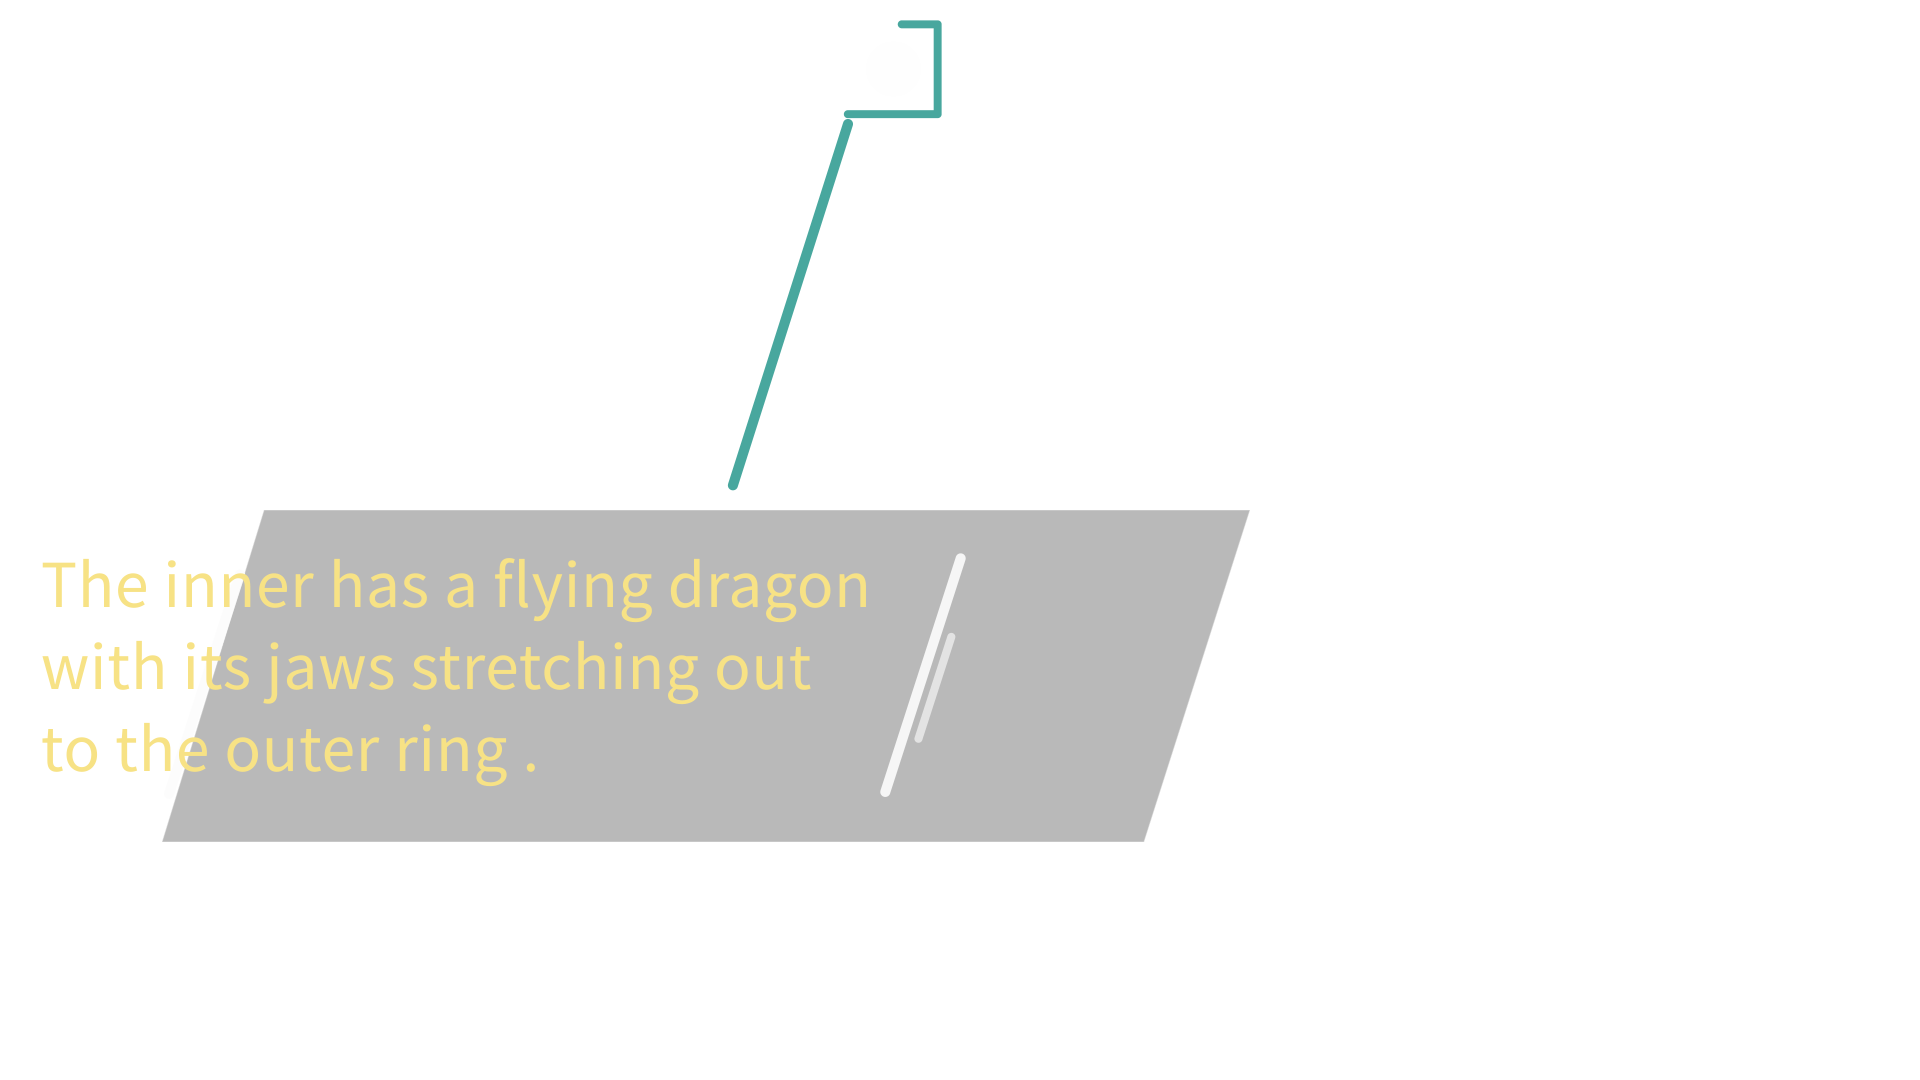 The inner has a flying dragon
with its jaws stretching out
to the outer ring .